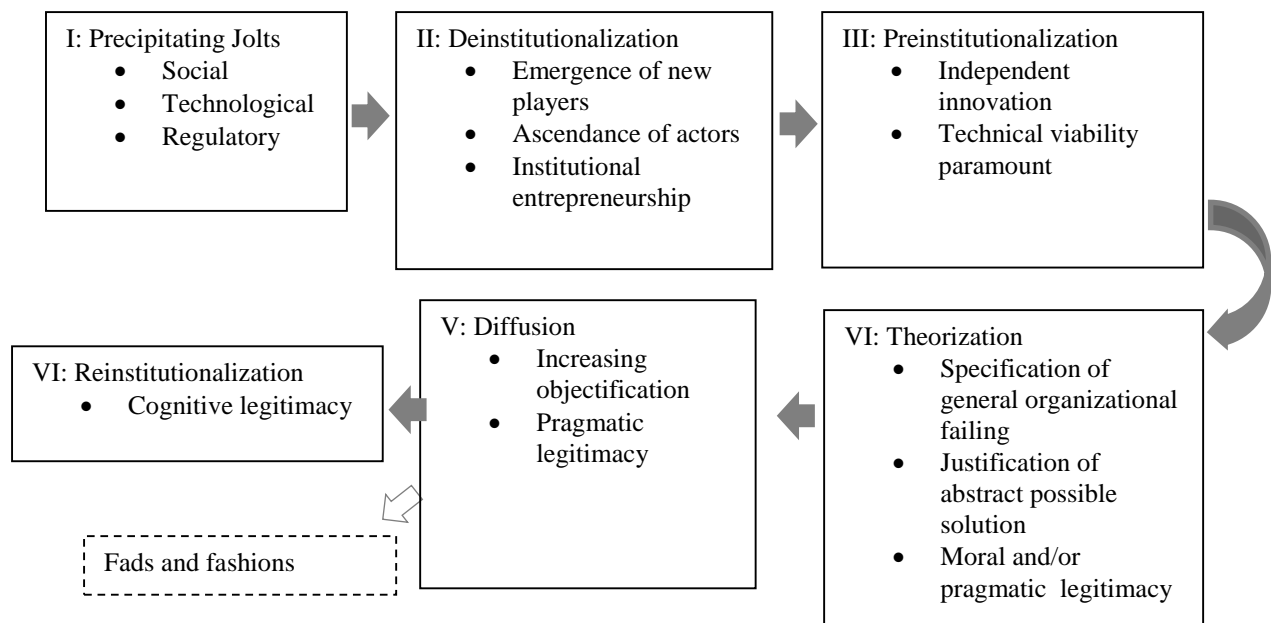 I: Precipitating Jolts
• Social
• Technological
• Regulatory
II: Deinstitutionalization
• Emergence of new
players
• Ascendance of actors
• Institutional
entrepreneurship
III: Preinstitutionalization
• Independent
innovation
• Technical viability
paramount
VI: Theorization
• Specification of
general organizational
failing
• Justification of
abstract possible
solution
• Moral and/or
pragmatic  legitimacy
V: Diffusion
• Increasing
objectification
• Pragmatic
legitimacy
VI: Reinstitutionalization
• Cognitive legitimacy
Fads and fashions